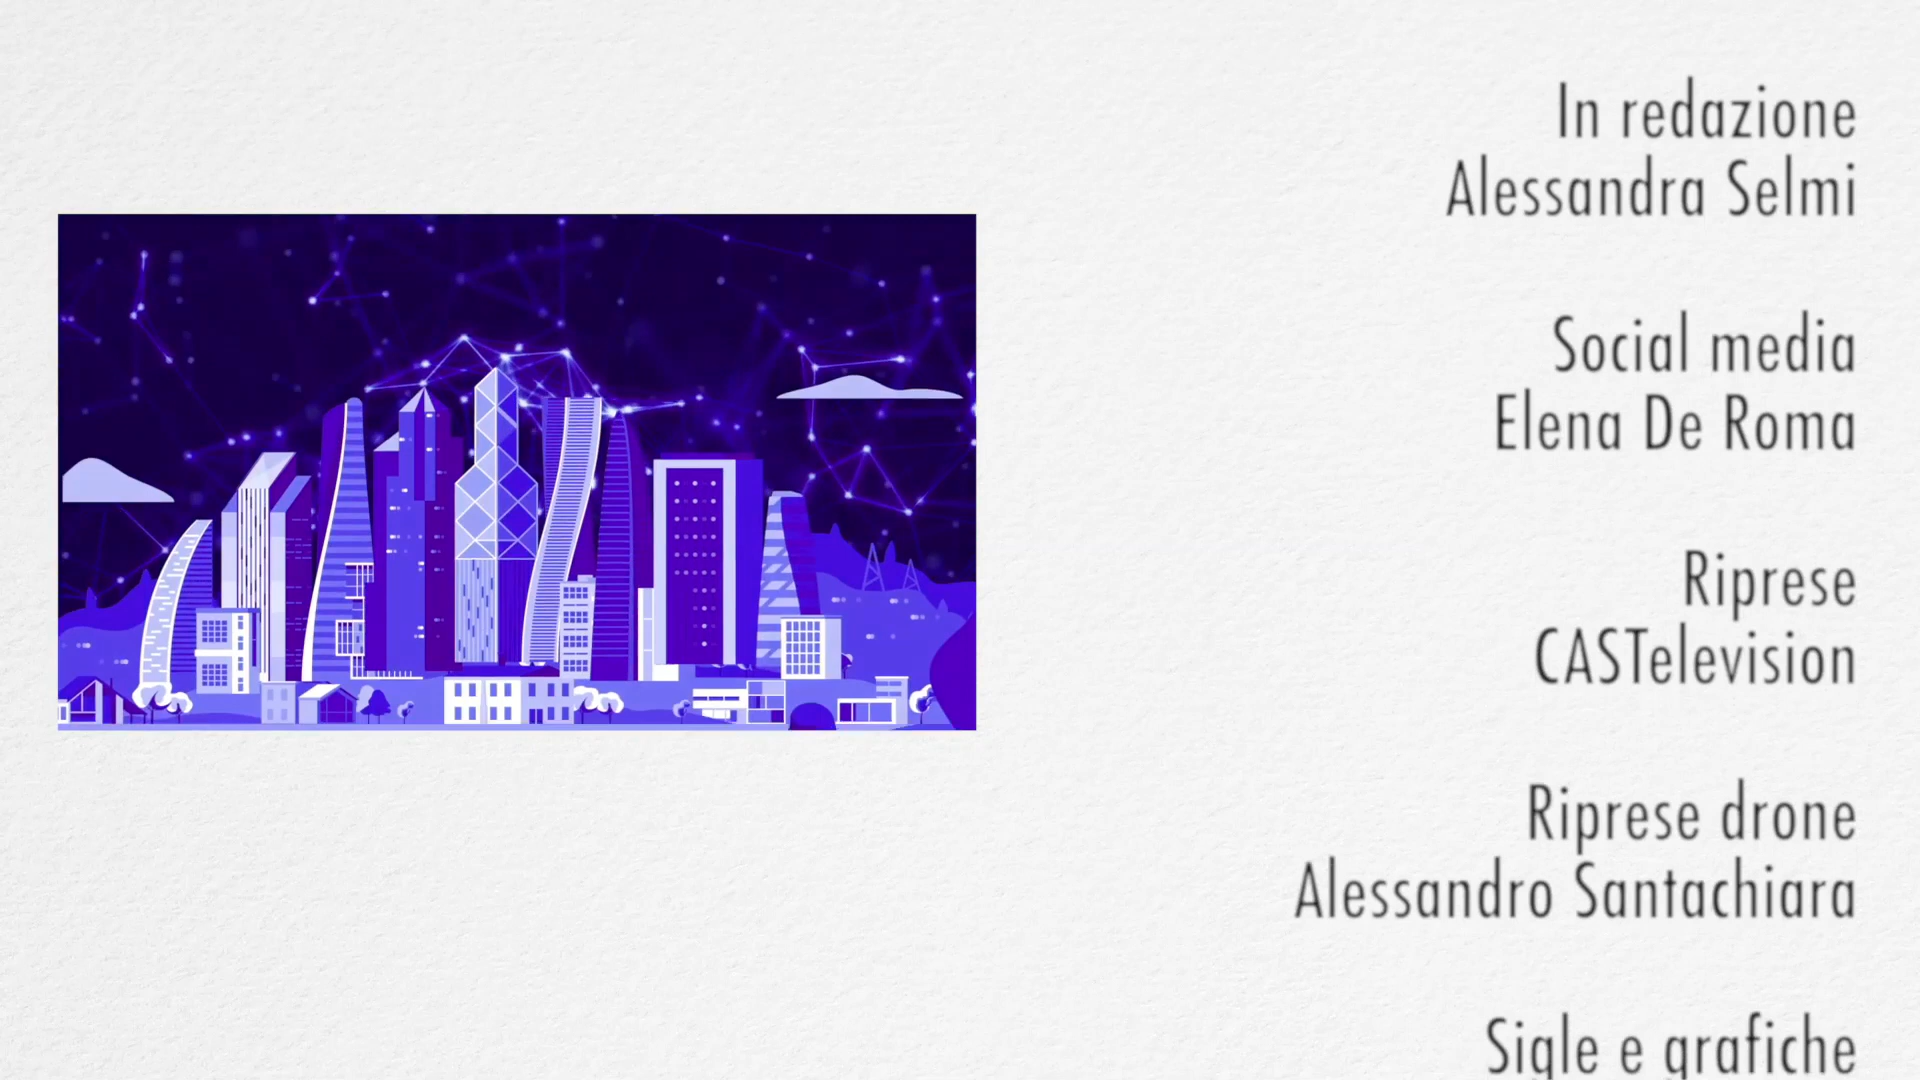 In redazione
Alessandra Selmi
Social media
Elena De Roma
Riprese
CASTelevision
Riprese drone
Alessandro Santachiara
Sigle e grafiche